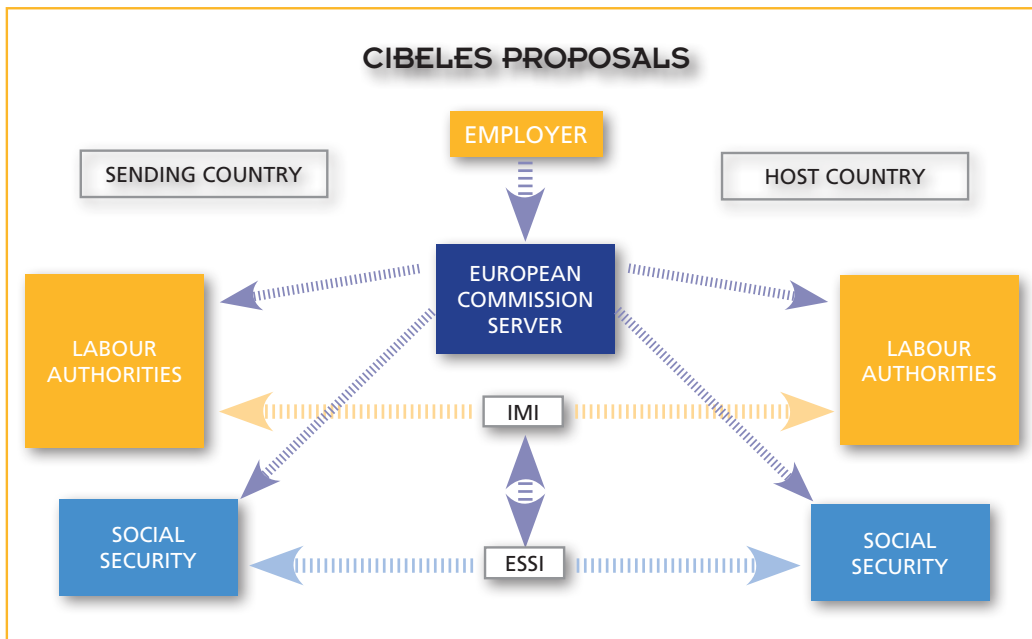 CIBELES PROPOSALS
EMPLOYER
SENDING COUNTRY
HOST COUNTRY
EUROPEAN
COMMISSION
SERVER
LABOUR
AUTHORITIES
LABOUR
AUTHORITIES
IMI
SOCIAL
SECURITY
ESSI
SOCIAL
SECURITY